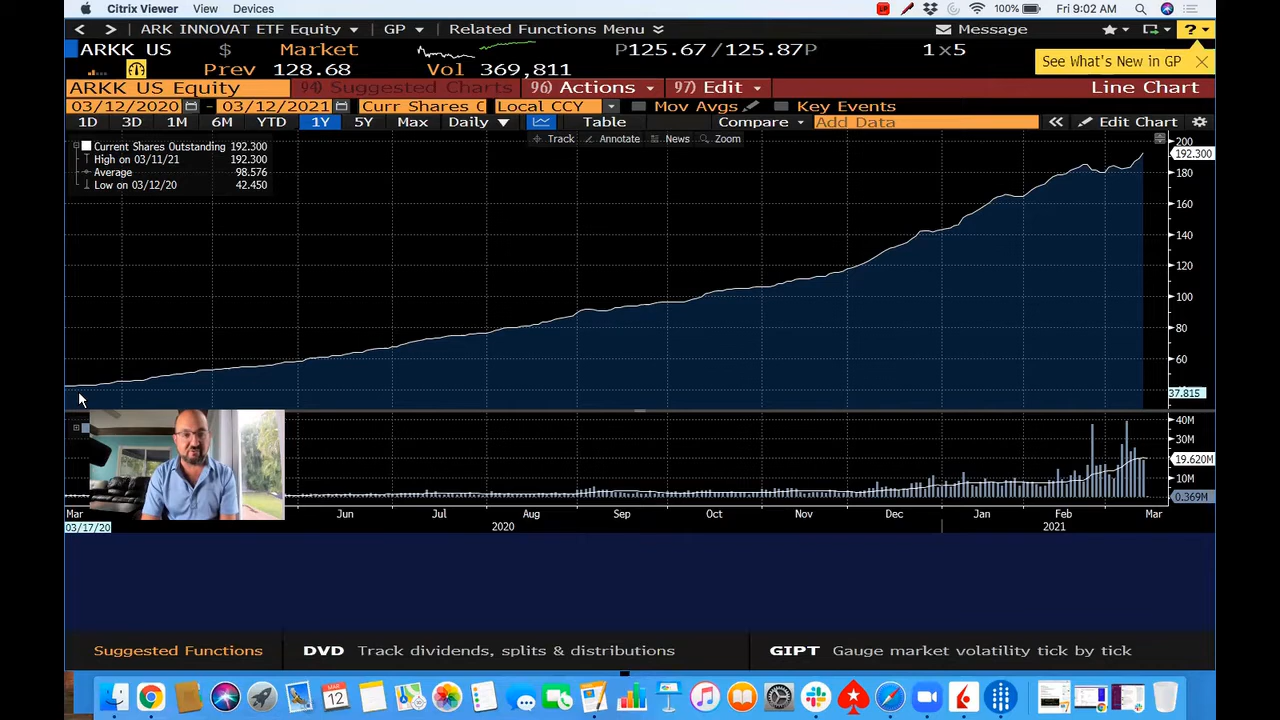 Citrix Viewer View Devices 100% Fri 9:02 AM
ARK INNOVAT ETF Equity GP Related Functions Menu Message ?
ARKK US $ Market P125.67/125.87P 1x5
See What's New in GP
Prev 128.68 Vol 369,811
ARKK US Equity 94) Suggested Charts 96) Actions 97) Edit Line Chart
03/12/2020 - 03/12/2021 Curr Shares O Local CCY Mov Avgs Key Events
1D 3D 1M 6M YTD 1Y 5Y Max Daily Table Compare Add Data Edit Chart
Track Annotate News Zoom
Current Shares Outstanding 192.300
High on 03/11/21 192.300
Average 98.576
Low on 03/12/20 42.450
200
192.300
180
160
140
120
100
80
60
37.815
40M
30M
19.620M
10M
0.369M
Mar Jun Jul Aug Sep Oct Nov Dec Jan Feb Mar
03/17/20 2020 2021
Suggested Functions DVD Track dividends, splits & distributions GIPT Gauge market volatility tick by tick
MAR
12